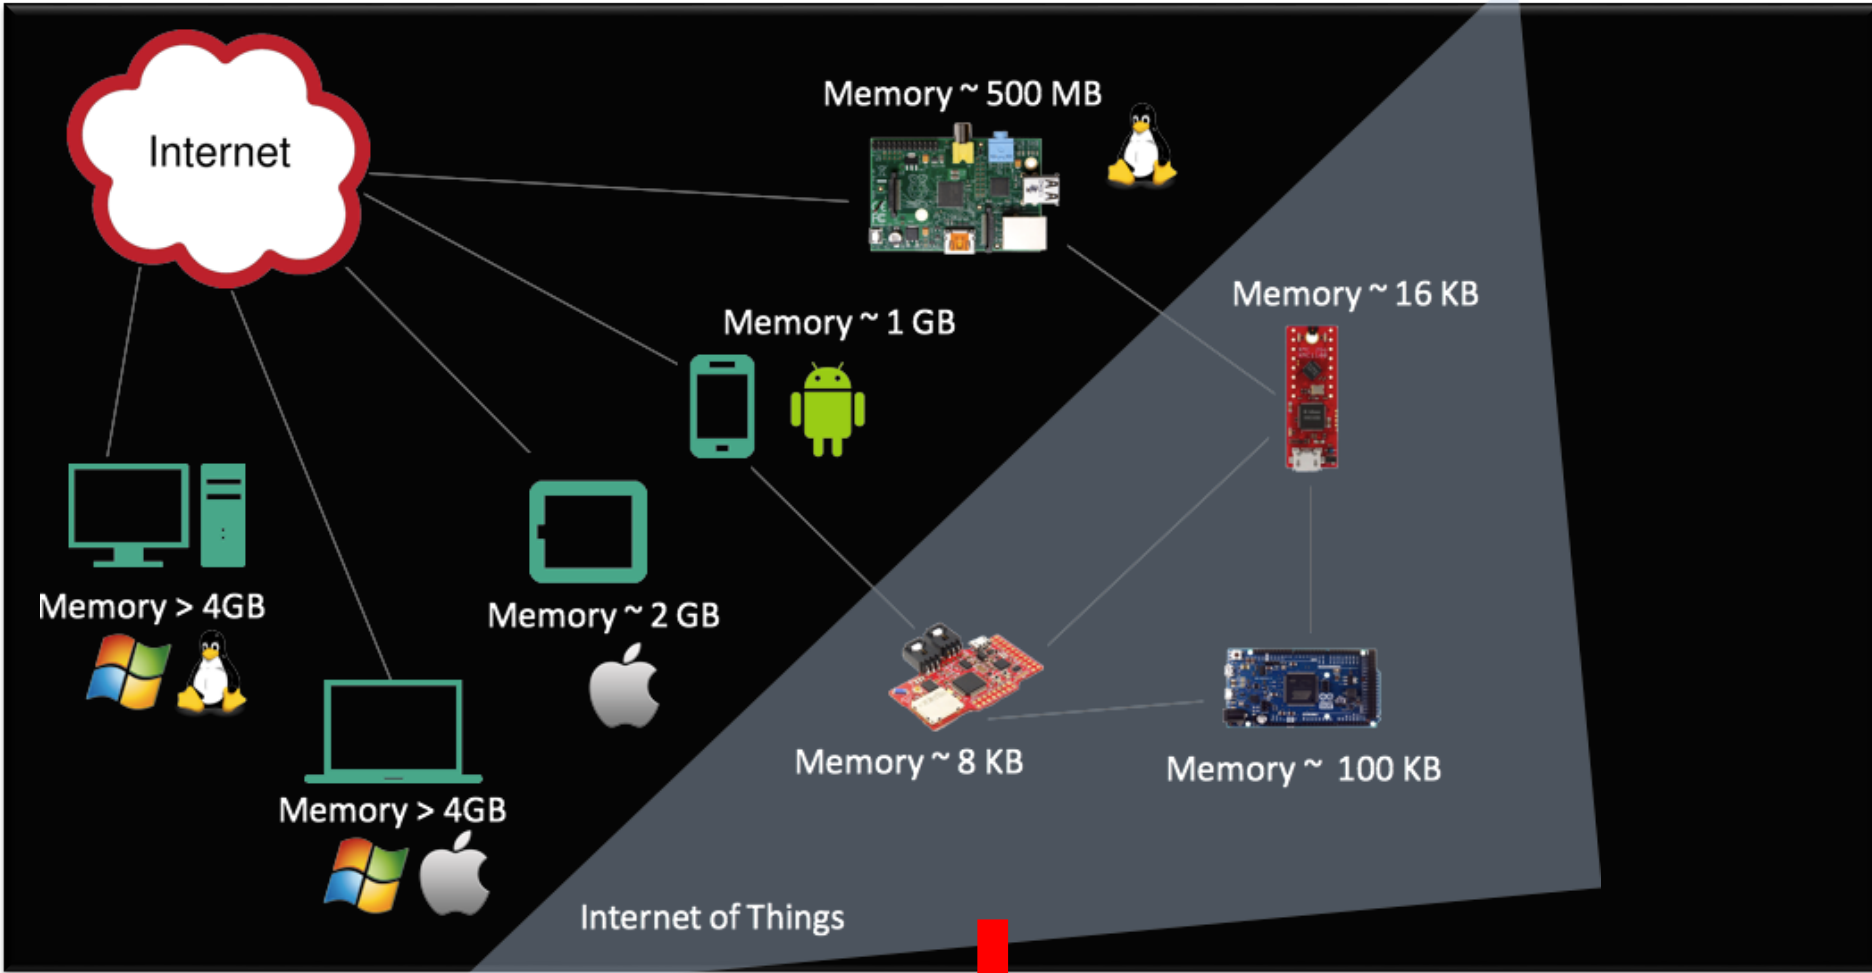 Internet
Memory ~ 500 MB
Memory ~ 16 KB
Memory ~ 1 GB
Memory > 4GB
Memory ~ 2 GB
Memory ~ 8 KB
Memory ~ 100 KB
Memory > 4GB
Internet of Things